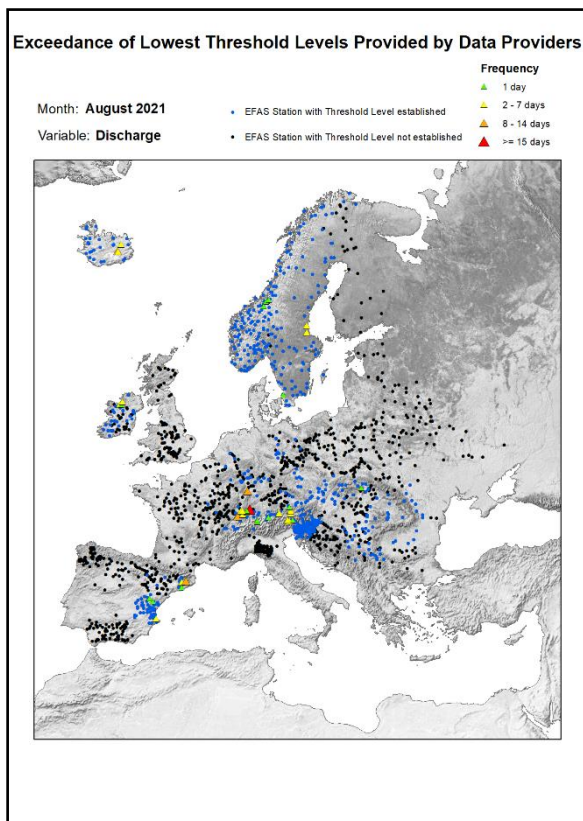 Exceedance of Lowest Threshold Levels Provided by Data Providers
Frequency
1 day
2 - 7 days
8 - 14 days
>= 15 days
Month: August 2021
EFAS Station with Threshold Level established
Variable: Discharge
EFAS Station with Threshold Level not established